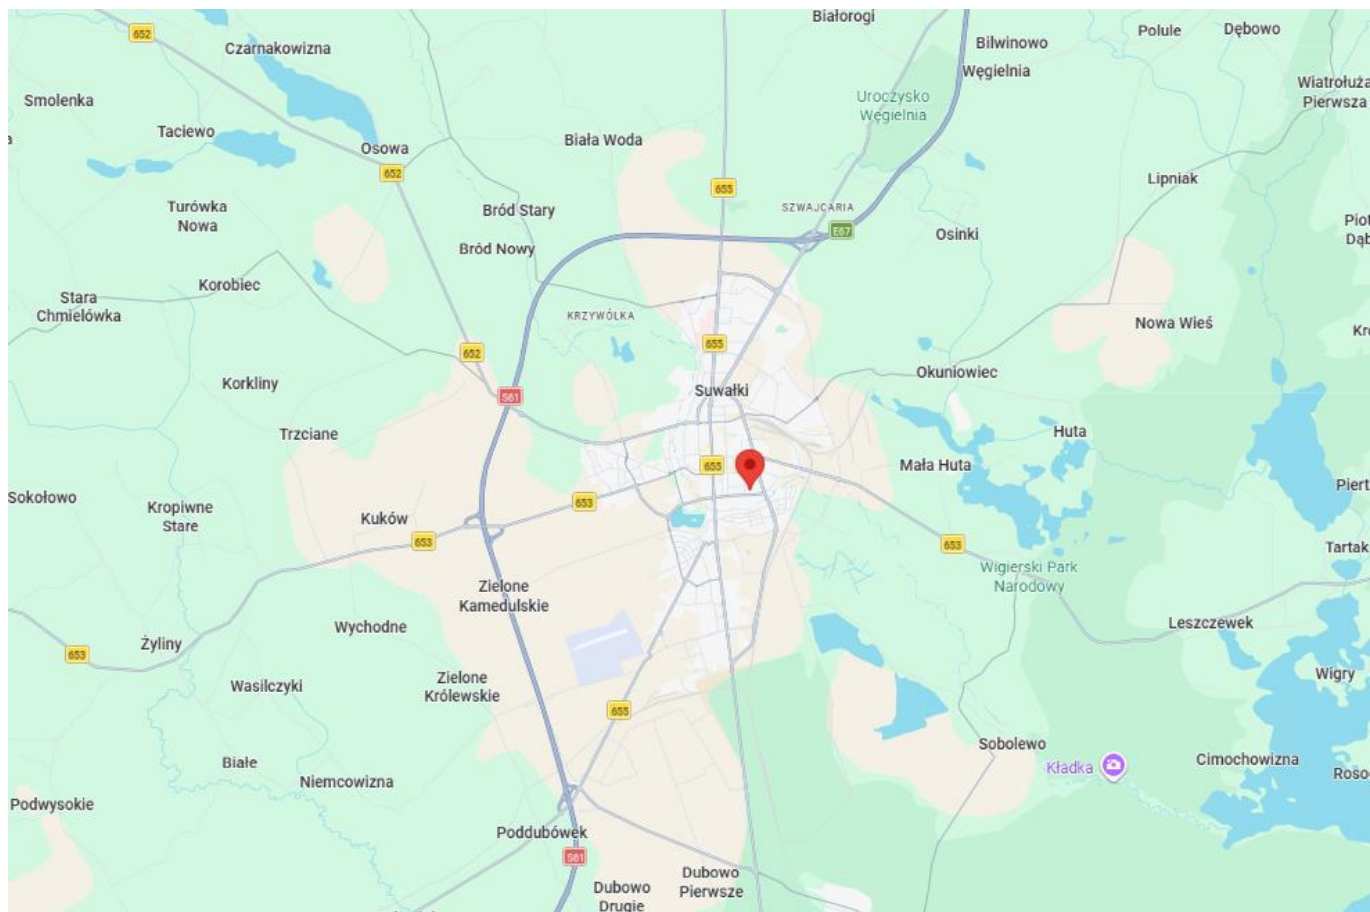 Białorogi
652
Czarnakowizna
Bilwinowo
Polule
Dębowo
Węgielnia
Smolenka
Uroczysko
Węgielnia
Wiatrołuża
Pierwsza
Taciewo
Osowa
Biała Woda
652
655
Lipniak
Turówka
Nowa
Bród Stary
SZWAJCARIA
E67
Osinki
Bród Nowy
Korobiec
Stara
Chmielówka
KRZYWÓLKA
Nowa Wieś
655
652
Korkliny
S61
Suwałki
Okuniowiec
Trzciane
Huta
655
Mała Huta
Sokołowo
Kropiwne
Stare
653
Kuków
653
653
Tartak
Wigierski Park
Narodowy
Zielone
Kamedulskie
Wychodne
Leszczewek
Żyliny
653
Wasilczyki
Zielone
Królewskie
Wigry
655
Sobolewo
Białe
Kładka
Cimochowizna
Niemcowizna
Podwysokie
Poddubówek
S61
Dubowo
Pierwsze
Dubowo
Drugie